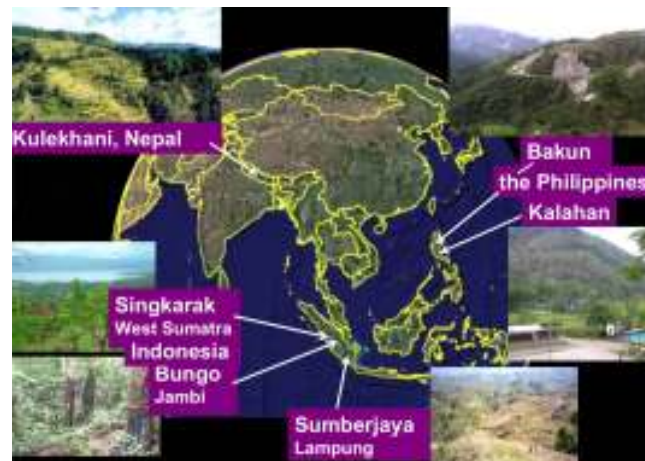 Kulekhani, Nepal
Bakun
the Philippines
Kalahan
Singkarak
West Sumatra
Indonesia
Bungo
Jambi
Sumberjaya
Lampung